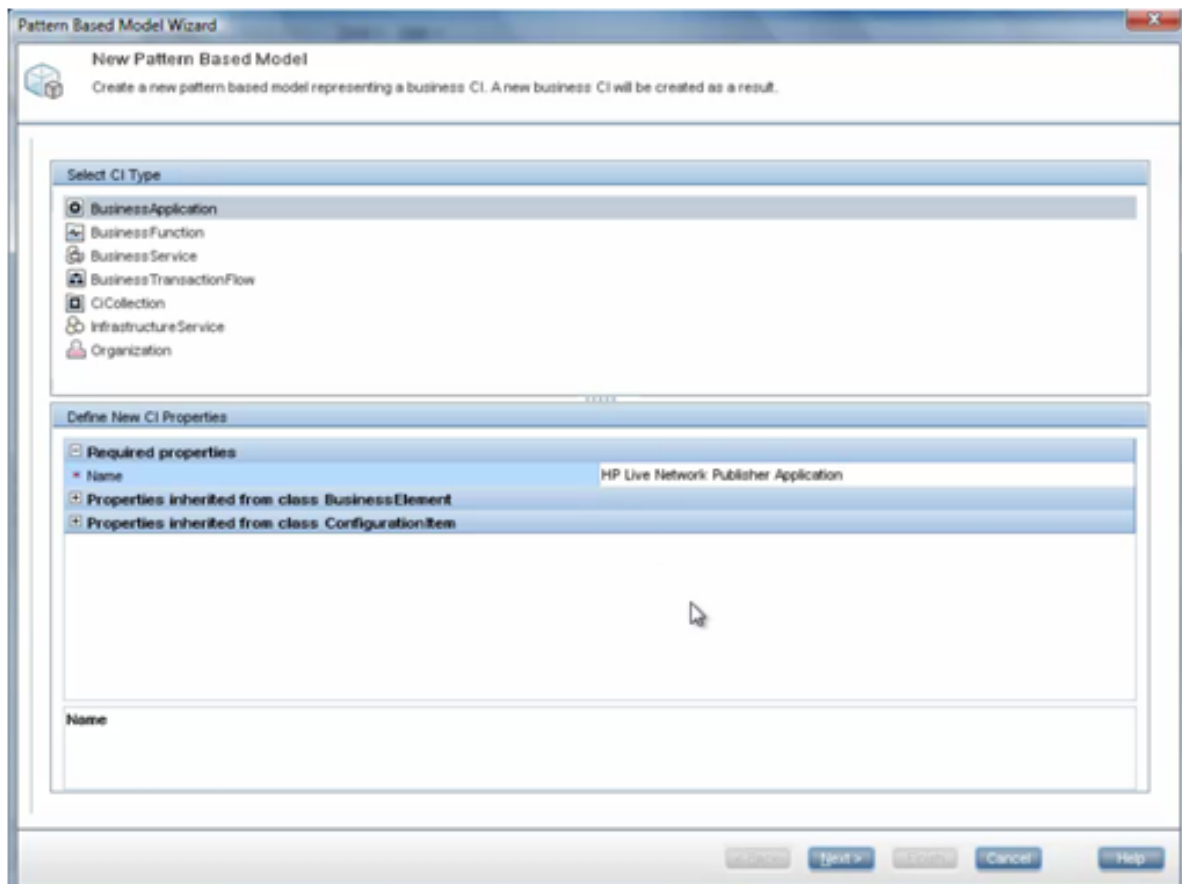 Pattern Based Model Wizard
New Pattern Based Model
Create a new pattern based model representing a business CI. A new business CI will be created as a result.
Select CI Type
BusinessApplication
BusinessFunction
BusinessService
BusinessTransactionFlow
CiCollection
InfrastructureService
Organization
Define New CI Properties
Required properties
* Name HP Live Network Publisher Application
Properties inherited from class BusinessElement
Properties inherited from class ConfigurationItem
Name
< Back Next > Finish Cancel Help